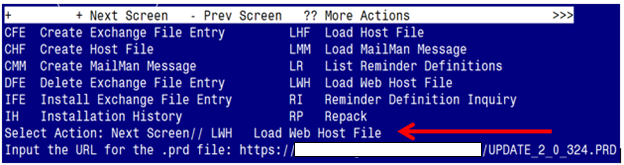 + + Next Screen - Prev Screen ?? More Actions >>>
CFE Create Exchange File Entry LHF Load Host File
CHF Create Host File LMM Load MailMan Message
CMM Create MailMan Message LR List Reminder Definitions
DFE Delete Exchange File Entry LWH Load Web Host File
IFE Install Exchange File Entry RI Reminder Definition Inquiry
IH Installation History RP Repack
Select Action: Next Screen// LWH Load Web Host File
Input the URL for the .prd file: https:// /UPDATE_2_0_324.PRD